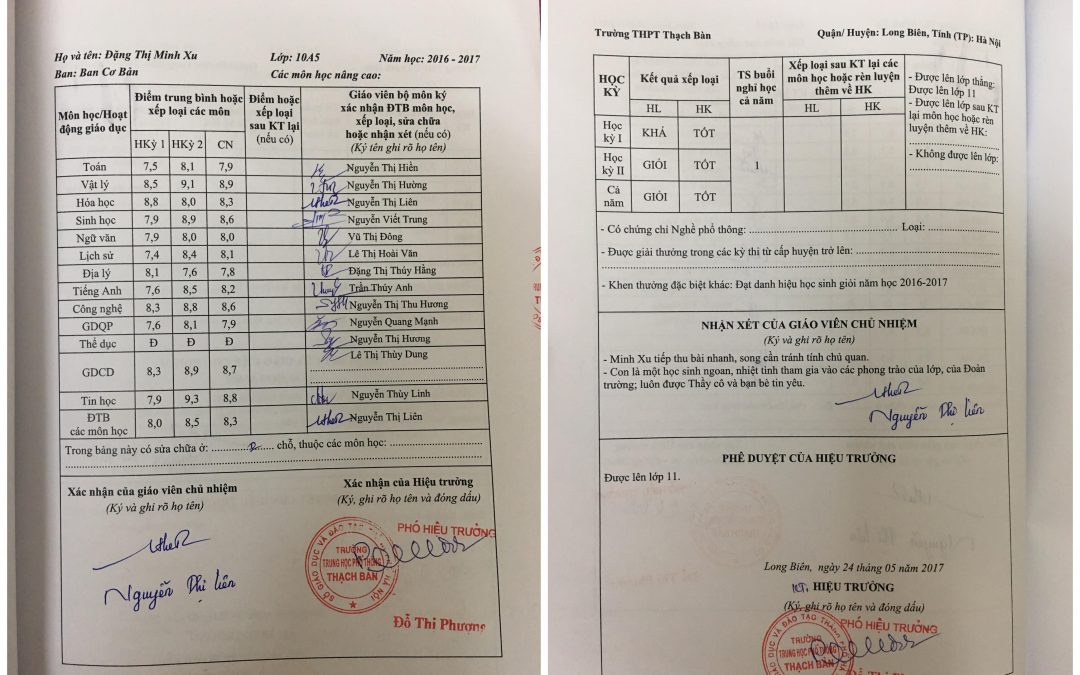 Họ và tên: Đặng Thị Minh Xu Lớp: 10A5 Năm học: 2016 - 2017
Ban: Ban Cơ Bản Các môn học nâng cao:
Môn học/Hoạt động giáo dục
Điểm trung bình hoặc xếp loại các môn
HKỳ 1 HKỳ 2 CN
Điểm hoặc xếp loại sau KT lại (nếu có)
Giáo viên bộ môn ký xác nhận ĐTB môn học, xếp loại, sửa chữa hoặc nhận xét (nếu có)
(Ký tên ghi rõ họ tên)
Toán 7,5 8,1 7,9 Nguyễn Thị Hiền
Vật lý 8,5 9,1 8,9 Nguyễn Thị Hường
Hóa học 8,8 8,0 8,3 Nguyễn Thị Liên
Sinh học 7,9 8,9 8,6 Nguyễn Viết Trung
Ngữ văn 7,9 8,0 8,0 Vũ Thị Đông
Lịch sử 7,4 8,4 8,1 Lê Thị Hoài Vân
Địa lý 8,1 7,6 7,8 Đặng Thị Thúy Hằng
Tiếng Anh 7,6 8,5 8,2 Trần Thúy Anh
Công nghệ 8,3 8,8 8,6 Nguyễn Thị Thu Hương
GDQP 7,6 8,1 7,9 Nguyễn Quang Mạnh
Thể dục Đ Đ Đ Nguyễn Thị Hương
GDCD 8,3 8,9 8,7 Lê Thị Thùy Dung
Tin học 7,9 9,3 8,8 Nguyễn Thùy Linh
ĐTB các môn học 8,0 8,5 8,3 Nguyễn Thị Liên
Trong bảng này có sửa chữa ở: ........ chỗ, thuộc các môn học: ........
Xác nhận của giáo viên chủ nhiệm
(Ký và ghi rõ họ tên)
Nguyễn Thị Liên
Xác nhận của Hiệu trưởng
(Ký, ghi rõ họ tên và đóng dấu)
PHÓ HIỆU TRƯỞNG
SỞ GIÁO DỤC VÀ ĐÀO TẠO
TRƯỜNG
TRUNG HỌC PHỔ THÔNG
THẠCH BÀN
Đỗ Thị Phương
Trường THPT Thạch Bàn Quận/ Huyện: Long Biên, Tỉnh (TP): Hà Nội
HỌC KỲ
Kết quả xếp loại
HL HK
TS buổi nghỉ học cả năm
Xếp loại sau KT lại các môn học hoặc rèn luyện thêm về HK
HL HK
Học kỳ I KHÁ TỐT
Học kỳ II GIỎI TỐT 1
Cả năm GIỎI TỐT
- Được lên lớp thẳng:
Được lên lớp 11
- Được lên lớp sau KT
lại môn học hoặc rèn
luyện thêm về HK:
- Không được lên lớp:
- Có chứng chỉ Nghề phổ thông: ........ Loại: ........
- Được giải thưởng trong các kỳ thi từ cấp huyện trở lên: ........
- Khen thưởng đặc biệt khác: Đạt danh hiệu học sinh giỏi năm học 2016-2017
NHẬN XÉT CỦA GIÁO VIÊN CHỦ NHIỆM
(Ký và ghi rõ họ tên)
- Minh Xu tiếp thu bài nhanh, song cần tránh tính chủ quan.
- Con là một học sinh ngoan, nhiệt tình tham gia vào các phong trào của lớp, của Đoàn
trường; luôn được Thầy cô và bạn bè tin yêu.
Nguyễn Thị Liên
PHÊ DUYỆT CỦA HIỆU TRƯỞNG
Được lên lớp 11.
Long Biên, ngày 24 tháng 05 năm 2017
KT. HIỆU TRƯỞNG
(Ký, ghi rõ họ tên và đóng dấu)
PHÓ HIỆU TRƯỞNG
TRƯỜNG
TRUNG HỌC PHỔ THÔNG
THẠCH BÀN